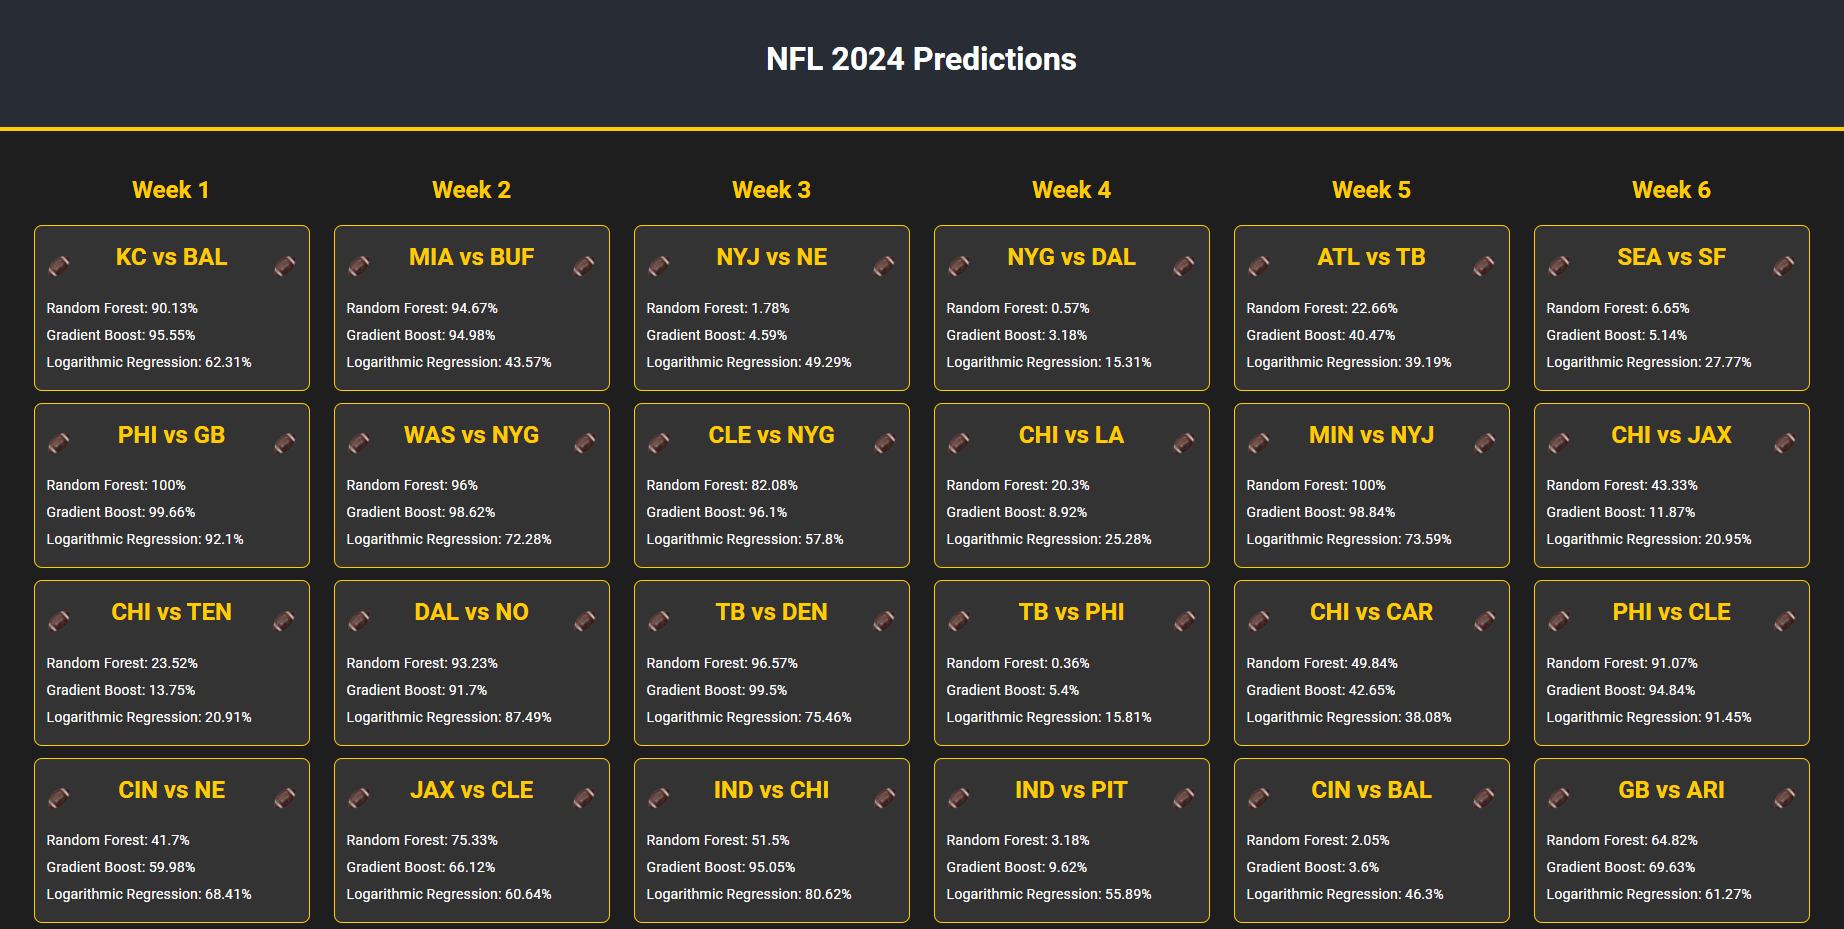 NFL 2024 Predictions
Week 1
KC vs BAL
Random Forest: 90.13%
Gradient Boost: 95.55%
Logarithmic Regression: 62.31%
PHI vs GB
Random Forest: 100%
Gradient Boost: 99.66%
Logarithmic Regression: 92.1%
CHI vs TEN
Random Forest: 23.52%
Gradient Boost: 13.75%
Logarithmic Regression: 20.91%
CIN vs NE
Random Forest: 41.7%
Gradient Boost: 59.98%
Logarithmic Regression: 68.41%
Week 2
MIA vs BUF
Random Forest: 94.67%
Gradient Boost: 94.98%
Logarithmic Regression: 43.57%
WAS vs NYG
Random Forest: 96%
Gradient Boost: 98.62%
Logarithmic Regression: 72.28%
DAL vs NO
Random Forest: 93.23%
Gradient Boost: 91.7%
Logarithmic Regression: 87.49%
JAX vs CLE
Random Forest: 75.33%
Gradient Boost: 66.12%
Logarithmic Regression: 60.64%
Week 3
NYJ vs NE
Random Forest: 1.78%
Gradient Boost: 4.59%
Logarithmic Regression: 49.29%
CLE vs NYG
Random Forest: 82.08%
Gradient Boost: 96.1%
Logarithmic Regression: 57.8%
TB vs DEN
Random Forest: 96.57%
Gradient Boost: 99.5%
Logarithmic Regression: 75.46%
IND vs CHI
Random Forest: 51.5%
Gradient Boost: 95.05%
Logarithmic Regression: 80.62%
Week 4
NYG vs DAL
Random Forest: 0.57%
Gradient Boost: 3.18%
Logarithmic Regression: 15.31%
CHI vs LA
Random Forest: 20.3%
Gradient Boost: 8.92%
Logarithmic Regression: 25.28%
TB vs PHI
Random Forest: 0.36%
Gradient Boost: 5.4%
Logarithmic Regression: 15.81%
IND vs PIT
Random Forest: 3.18%
Gradient Boost: 9.62%
Logarithmic Regression: 55.89%
Week 5
ATL vs TB
Random Forest: 22.66%
Gradient Boost: 40.47%
Logarithmic Regression: 39.19%
MIN vs NYJ
Random Forest: 100%
Gradient Boost: 98.84%
Logarithmic Regression: 73.59%
CHI vs CAR
Random Forest: 49.84%
Gradient Boost: 42.65%
Logarithmic Regression: 38.08%
CIN vs BAL
Random Forest: 2.05%
Gradient Boost: 3.6%
Logarithmic Regression: 46.3%
Week 6
SEA vs SF
Random Forest: 6.65%
Gradient Boost: 5.14%
Logarithmic Regression: 27.77%
CHI vs JAX
Random Forest: 43.33%
Gradient Boost: 11.87%
Logarithmic Regression: 20.95%
PHI vs CLE
Random Forest: 91.07%
Gradient Boost: 94.84%
Logarithmic Regression: 91.45%
GB vs ARI
Random Forest: 64.82%
Gradient Boost: 69.63%
Logarithmic Regression: 61.27%